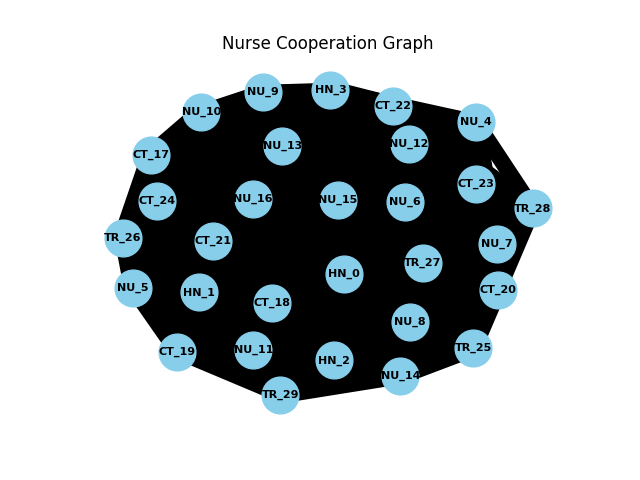 Nurse Cooperation Graph
NU_9
HN_3
CT_22
NU_10
NU_4
NU_13
NU_12
CT_17
CT_23
CT_24
NU_16
NU_15
NU_6
TR_28
TR_26
CT_21
NU_7
TR_27
HN_0
NU_5
HN_1
CT_20
CT_18
NU_8
CT_19
NU_11
TR_25
HN_2
NU_14
TR_29